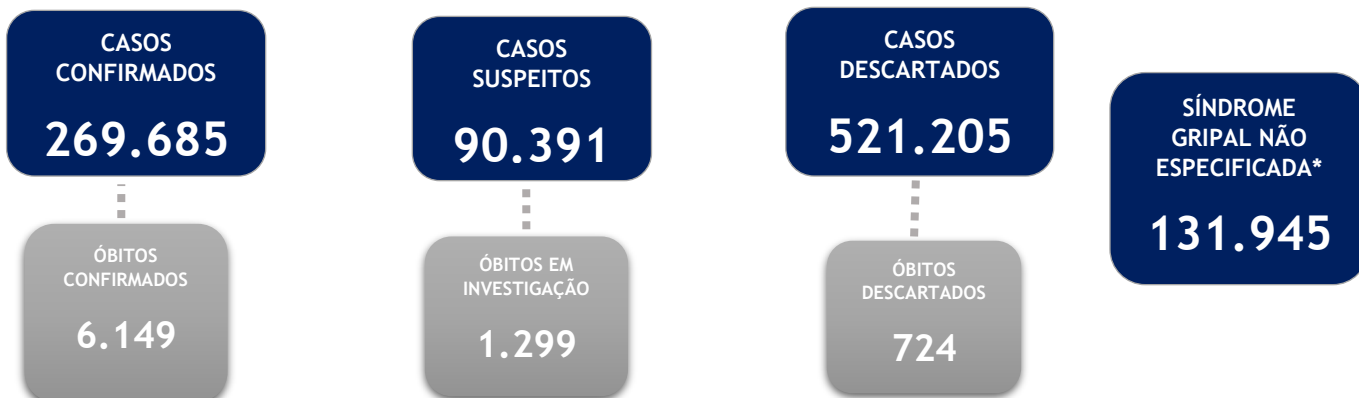 CASOS
CONFIRMADOS
269.685
ÓBITOS
CONFIRMADOS
6.149
CASOS
SUSPEITOS
90.391
ÓBITOS EM
INVESTIGAÇÃO
1.299
CASOS
DESCARTADOS
521.205
ÓBITOS
DESCARTADOS
724
SÍNDROME
GRIPAL NÃO
ESPECIFICADA*
131.945